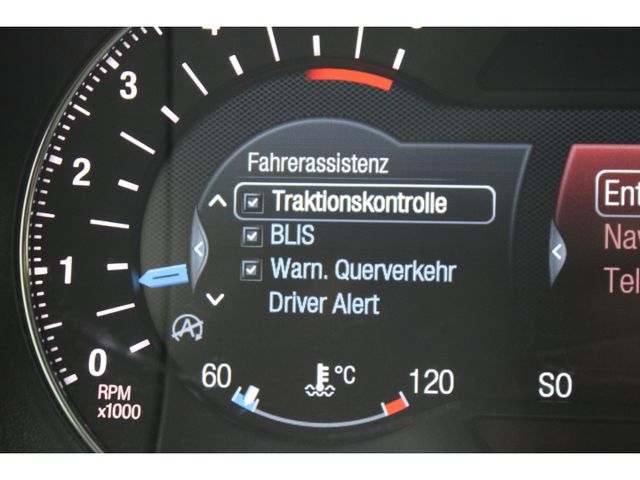 4
3
2
1
0
RPM
x1000
Fahrerassistenz
Traktionskontrolle
BLIS
Warn. Querverkehr
Driver Alert
60
°C
120
SO
Ent
Nav
Tel